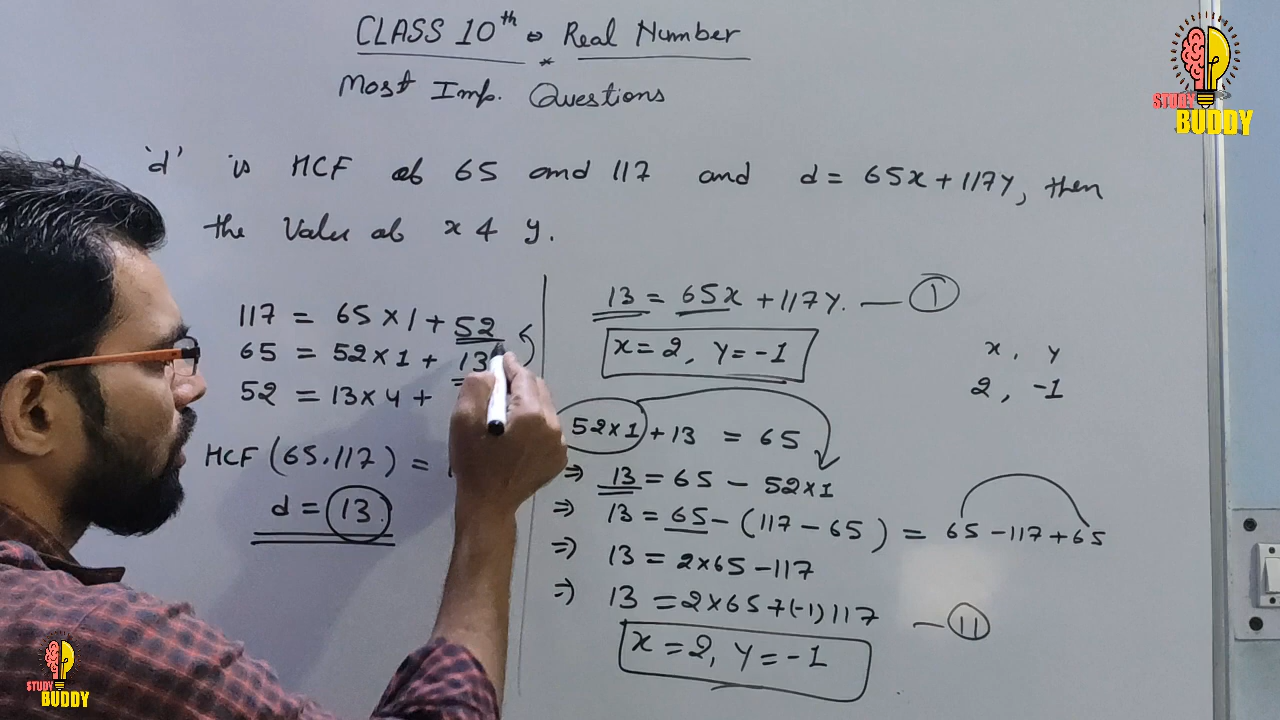 CLASS 10th Real Number
Most Imp. Questions
STUDY
BUDDY
'd' is HCF of 65 and 117 and d = 65x + 117y, then
the Value of x & y.
117 = 65 × 1 + 52
65 = 52 × 1 + 13
52 = 13 × 4 +
HCF (65, 117) =
d = 13
13 = 65x + 117y. — I
x = 2, y = -1
x, y
2, -1
52×1 + 13 = 65
⇒ 13 = 65 - 52×1
⇒ 13 = 65 - (117 - 65) = 65 - 117 + 65
⇒ 13 = 2×65 - 117
⇒ 13 = 2×65 + (-1) 117 — II
x = 2, y = -1
STUDY
BUDDY